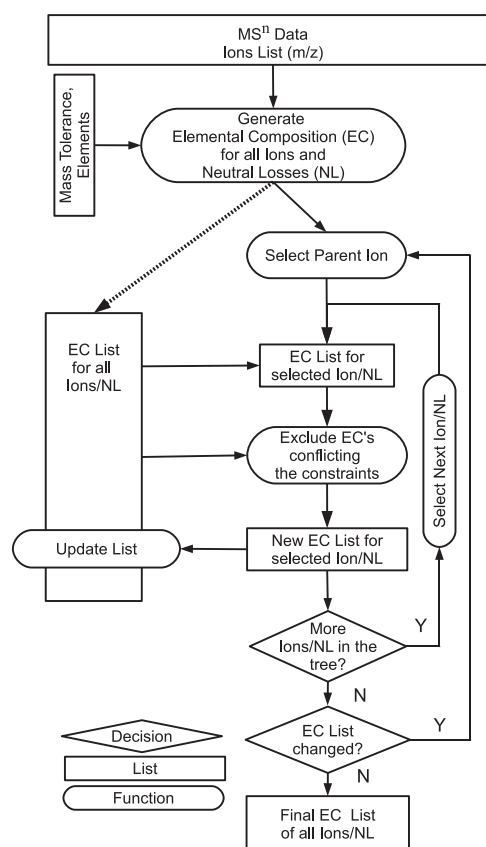 MSⁿ Data
Ions List (m/z)
Mass Tolerance,
Elements
Generate
Elemental Composition (EC)
for all Ions and
Neutral Losses (NL)
Select Parent Ion
EC List
for all
Ions/NL
EC List for
selected Ion/NL
Select Next Ion/NL
Exclude EC's
conflicting
the constraints
Update List
New EC List for
selected Ion/NL
More
Ions/NL in the
tree?
Y
N
EC List
changed?
Y
N
Decision
List
Function
Final EC List
of all Ions/NL